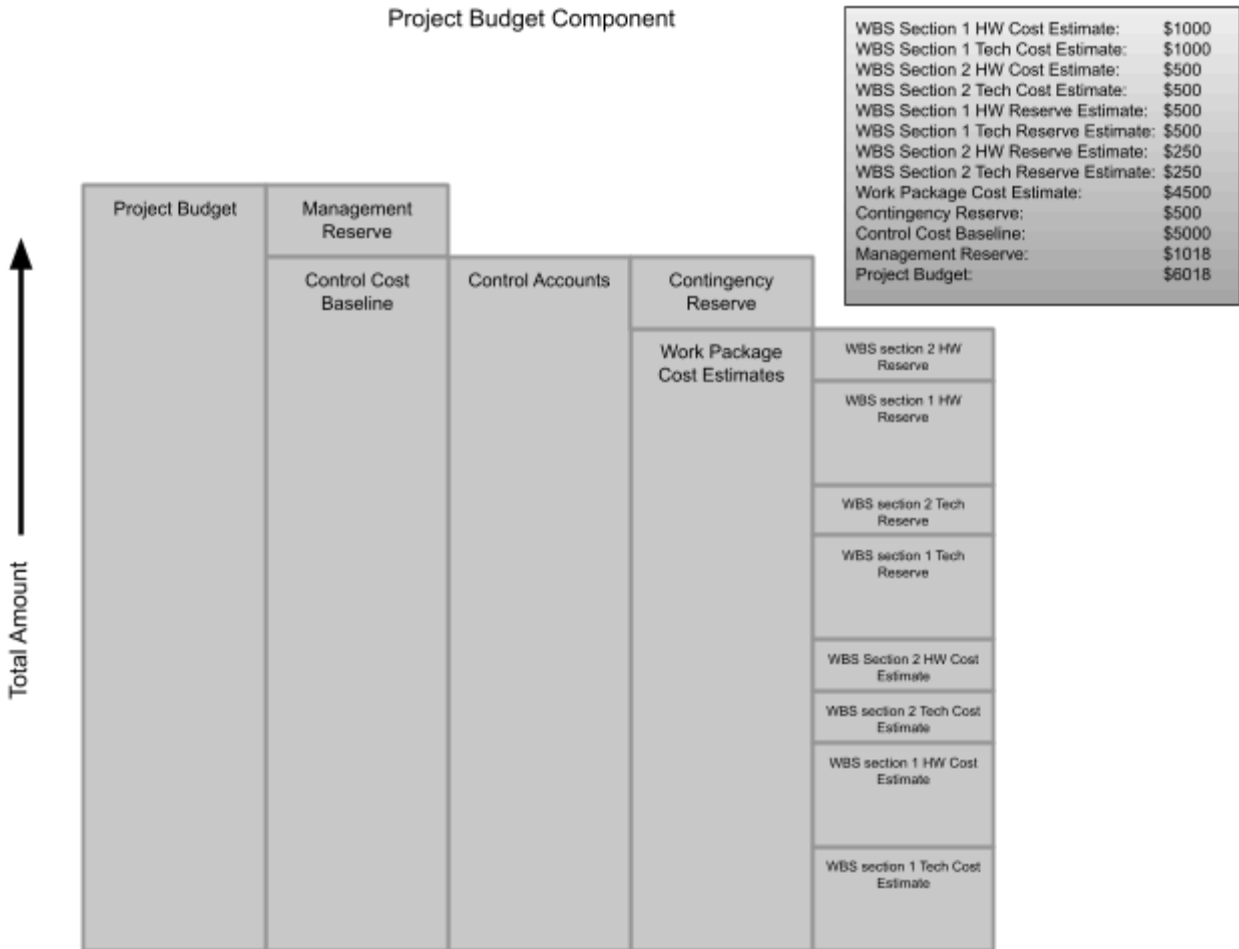 Project Budget Component
WBS Section 1 HW Cost Estimate: $1000
WBS Section 1 Tech Cost Estimate: $1000
WBS Section 2 HW Cost Estimate: $500
WBS Section 2 Tech Cost Estimate: $500
WBS Section 1 HW Reserve Estimate: $500
WBS Section 1 Tech Reserve Estimate: $500
WBS Section 2 HW Reserve Estimate: $250
WBS Section 2 Tech Reserve Estimate: $250
Work Package Cost Estimate: $4500
Contingency Reserve: $500
Control Cost Baseline: $5000
Management Reserve: $1018
Project Budget: $6018
Total Amount
Project Budget
Management
Reserve
Control Cost
Baseline
Control Accounts
Contingency
Reserve
Work Package
Cost Estimates
WBS section 2 HW
Reserve
WBS section 1 HW
Reserve
WBS section 2 Tech
Reserve
WBS section 1 Tech
Reserve
WBS Section 2 HW Cost
Estimate
WBS section 2 Tech Cost
Estimate
WBS section 1 HW Cost
Estimate
WBS section 1 Tech Cost
Estimate